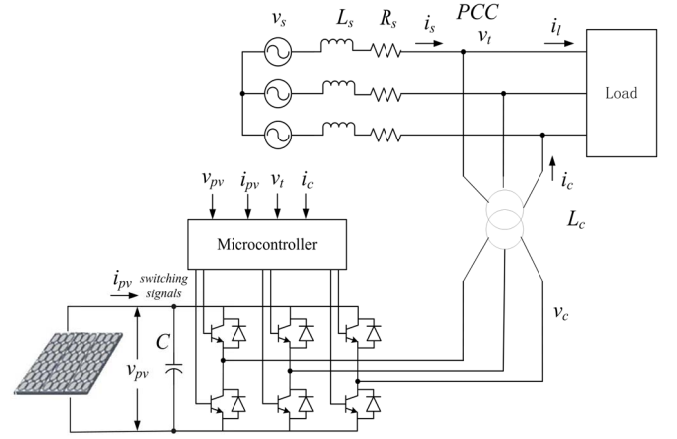 v_s L_s R_s i_s PCC i_l
v_t
Load
v_pv i_pv v_t i_c
i_c
L_c
Microcontroller
i_pv switching
signals
v_c
C
v_pv